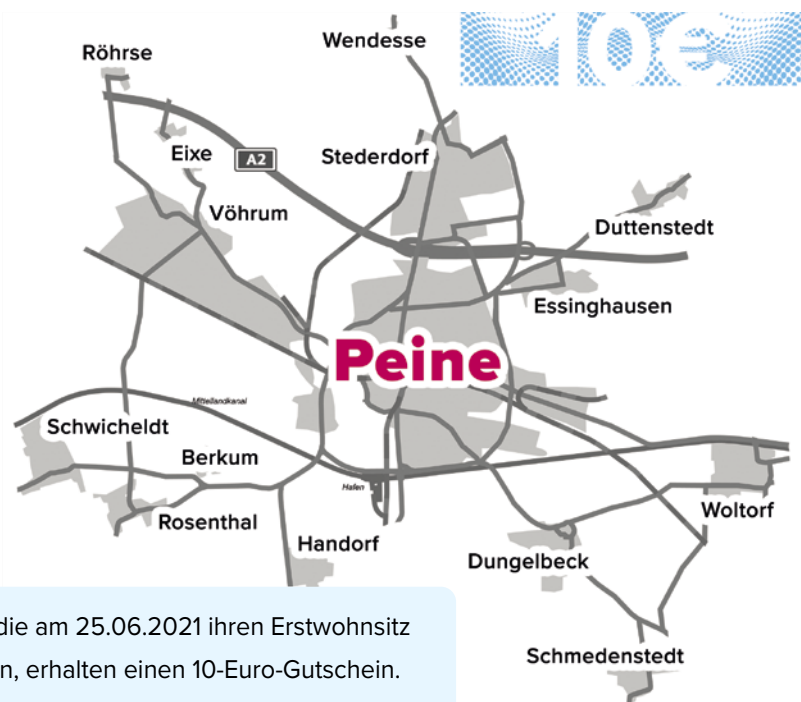 10€
Wendesse
Röhrse
Eixe
A2
Stederdorf
Vöhrum
Duttenstedt
Essinghausen
Peine
Mittellandkanal
Schwicheldt
Berkum
Hafen
Rosenthal
Woltorf
Handorf
Dungelbeck
die am 25.06.2021 ihren Erstwohnsitz
n, erhalten einen 10-Euro-Gutschein.
Schmedenstedt